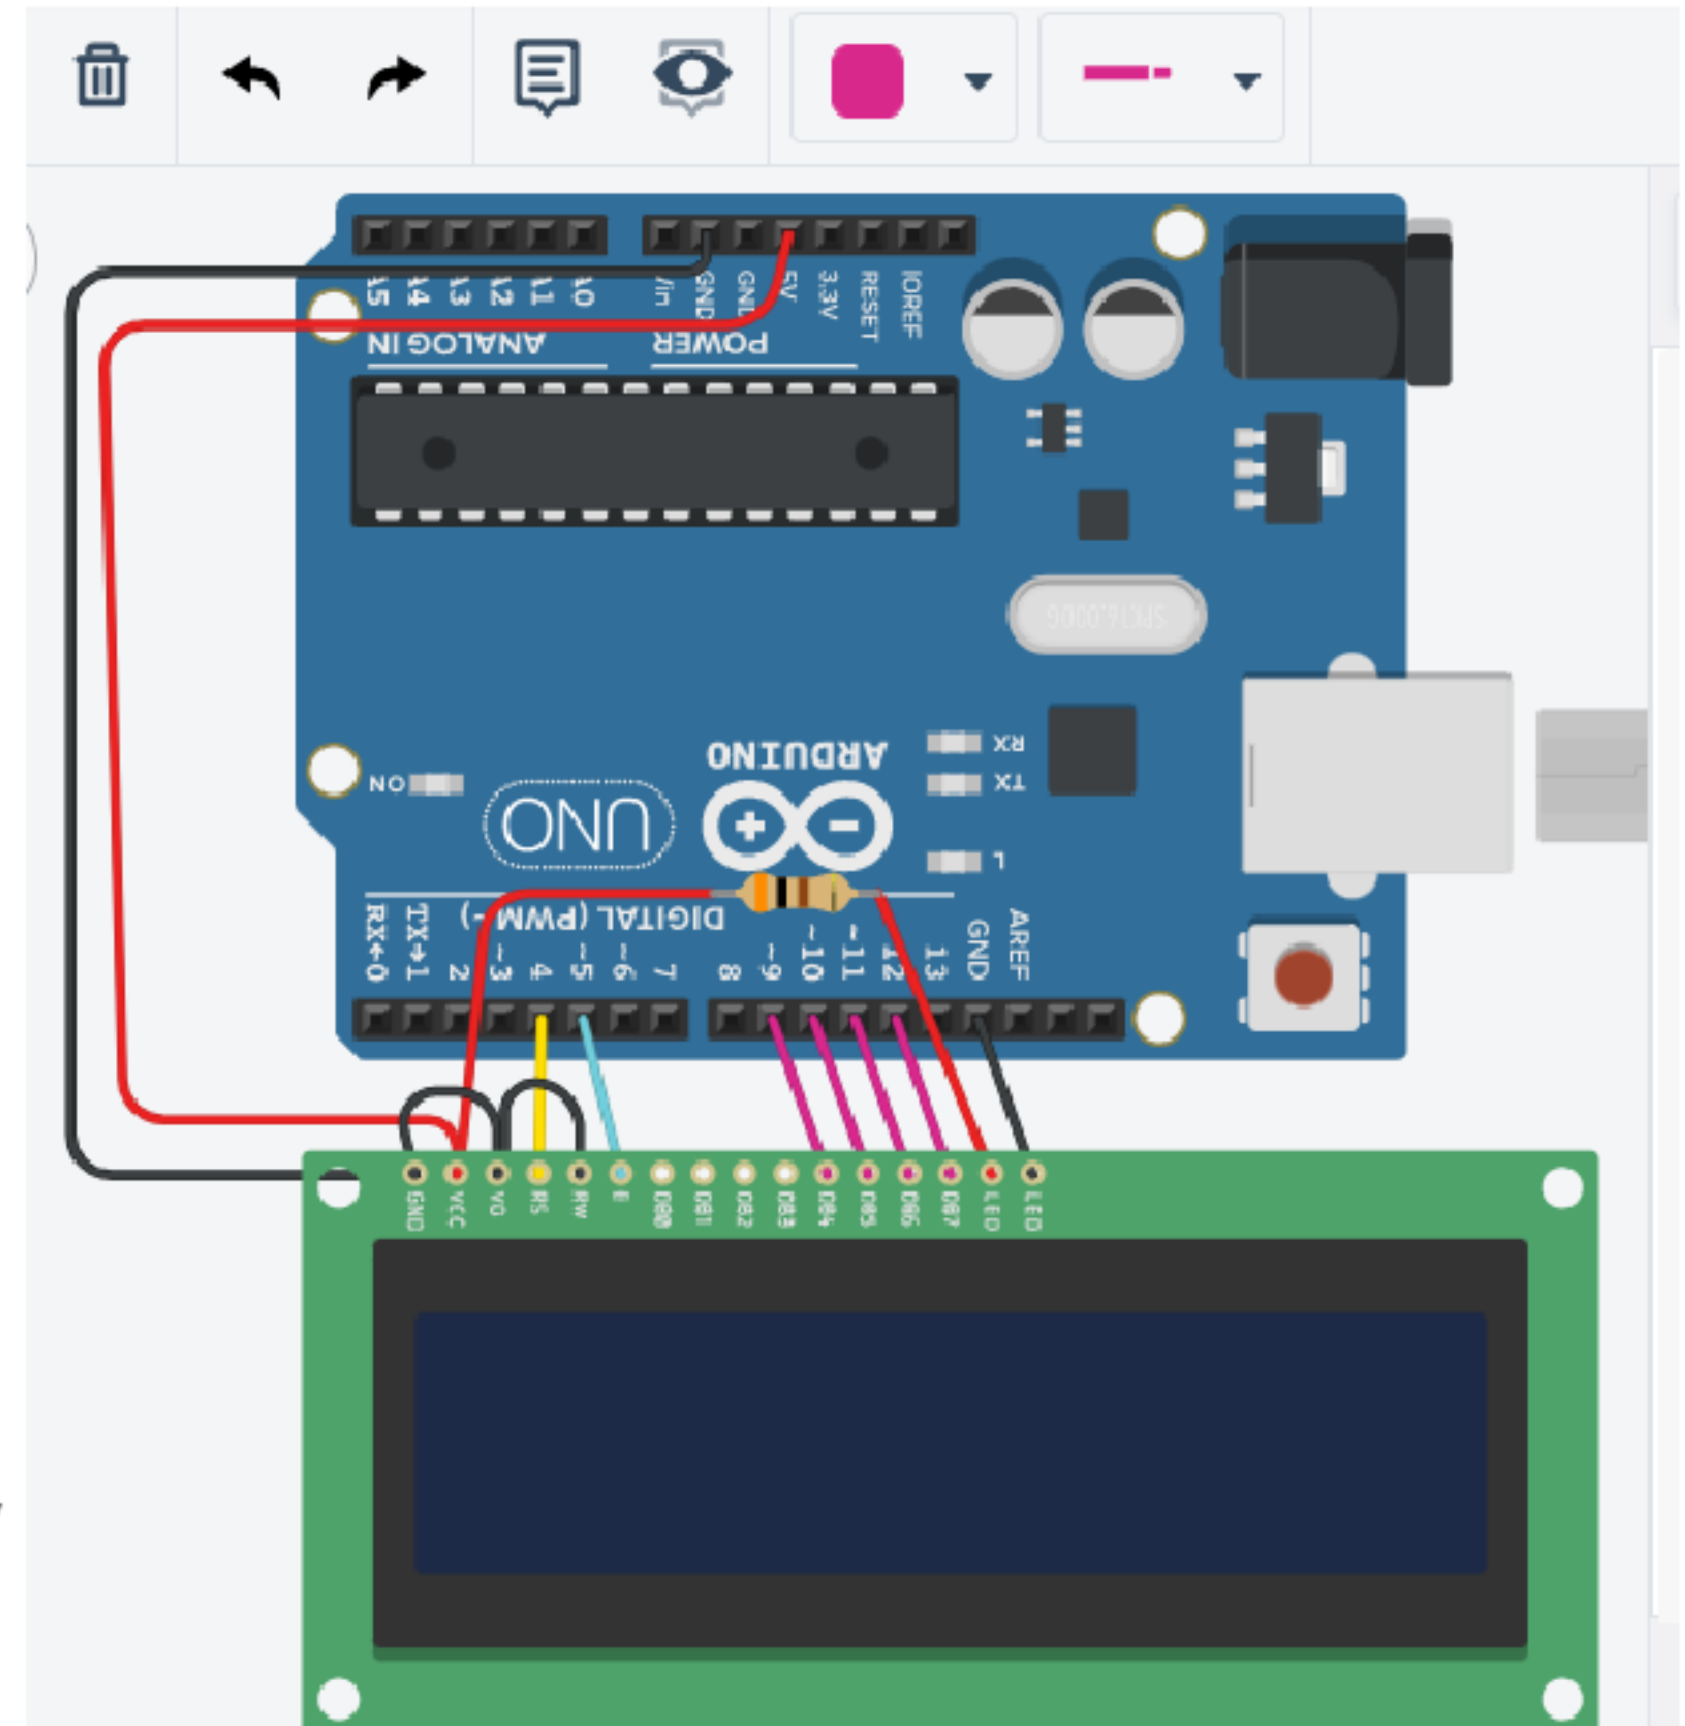 A5 A4 A3 A2 A1 A0 Vin GND GND 5V 3.3V RESET IOREF
ANALOG IN POWER
SPK16.000G
ARDUINO
RX
TX
ON
UNO
L
DIGITAL (PWM~)
RX←0 TX→1 2 ~3 4 ~5 ~6 7 8 ~9 ~10 ~11 12 13 GND AREF
GND VCC V0 RS RW E DB0 DB1 DB2 DB3 DB4 DB5 DB6 DB7 LED LED